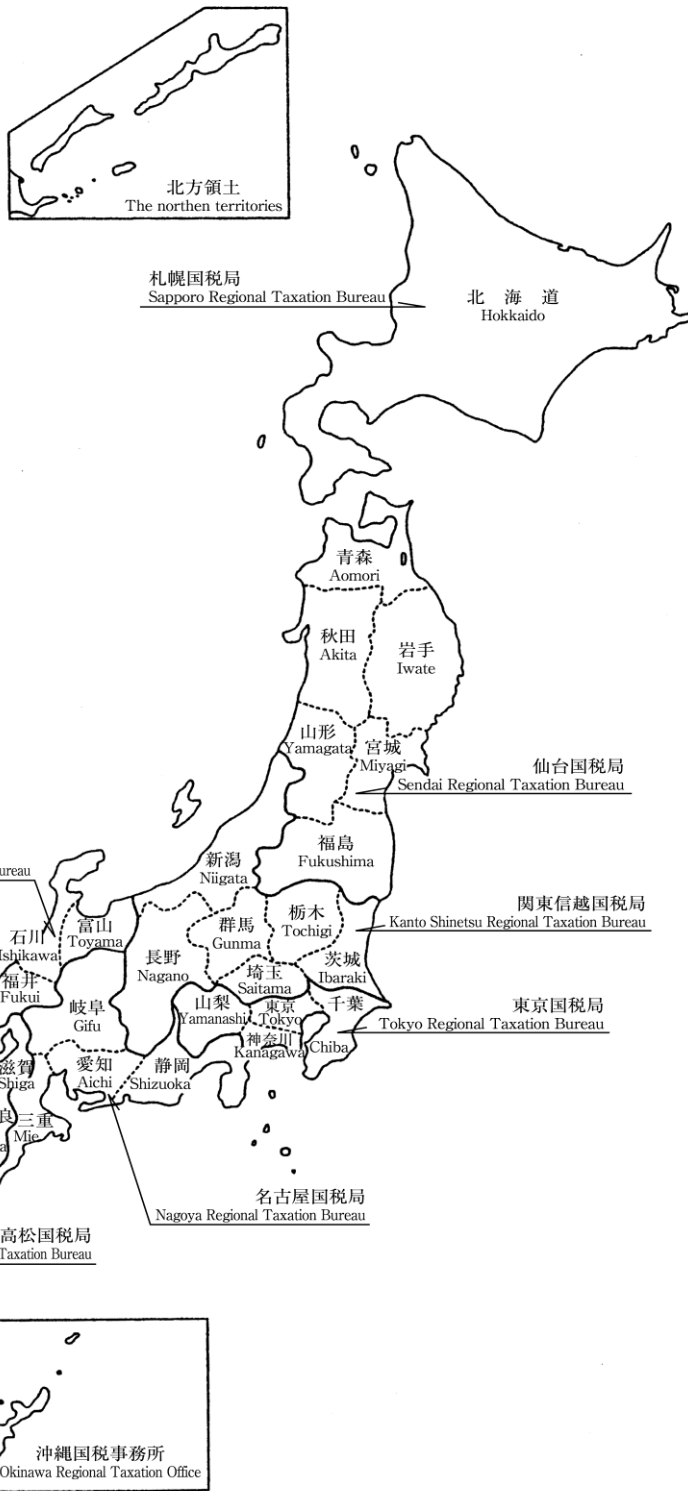 北方領土
The northen territories
札幌国税局
Sapporo Regional Taxation Bureau
北海道
Hokkaido
青森
Aomori
秋田
Akita
岩手
Iwate
山形
Yamagata
宮城
Miyagi
仙台国税局
Sendai Regional Taxation Bureau
福島
Fukushima
新潟
Niigata
ureau
関東信越国税局
Kanto Shinetsu Regional Taxation Bureau
栃木
Tochigi
群馬
Gunma
富山
Toyama
石川
Ishikawa
長野
Nagano
茨城
Ibaraki
埼玉
Saitama
福井
Fukui
岐阜
Gifu
山梨
Yamanashi
東京
Tokyo
千葉
Chiba
東京国税局
Tokyo Regional Taxation Bureau
神奈川
Kanagawa
滋賀
Shiga
愛知
Aichi
静岡
Shizuoka
良
a
三重
Mie
名古屋国税局
Nagoya Regional Taxation Bureau
高松国税局
Taxation Bureau
沖縄国税事務所
Okinawa Regional Taxation Office